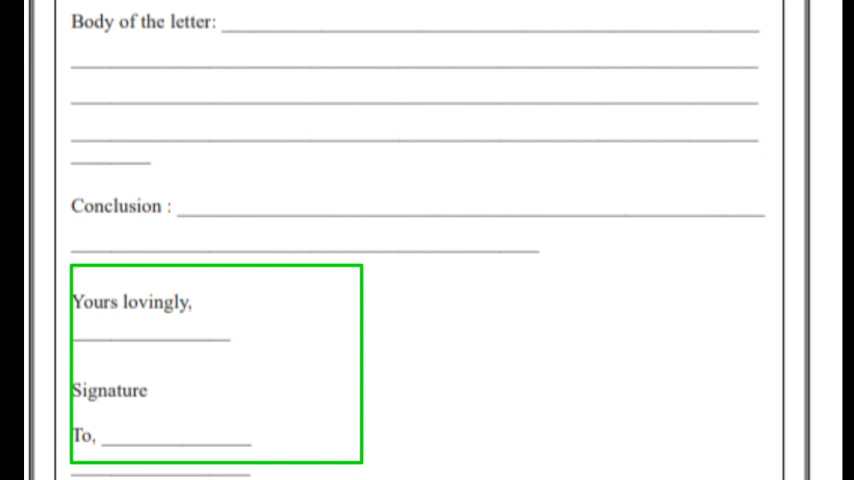 Body of the letter:
Conclusion :
Yours lovingly,
Signature
To,